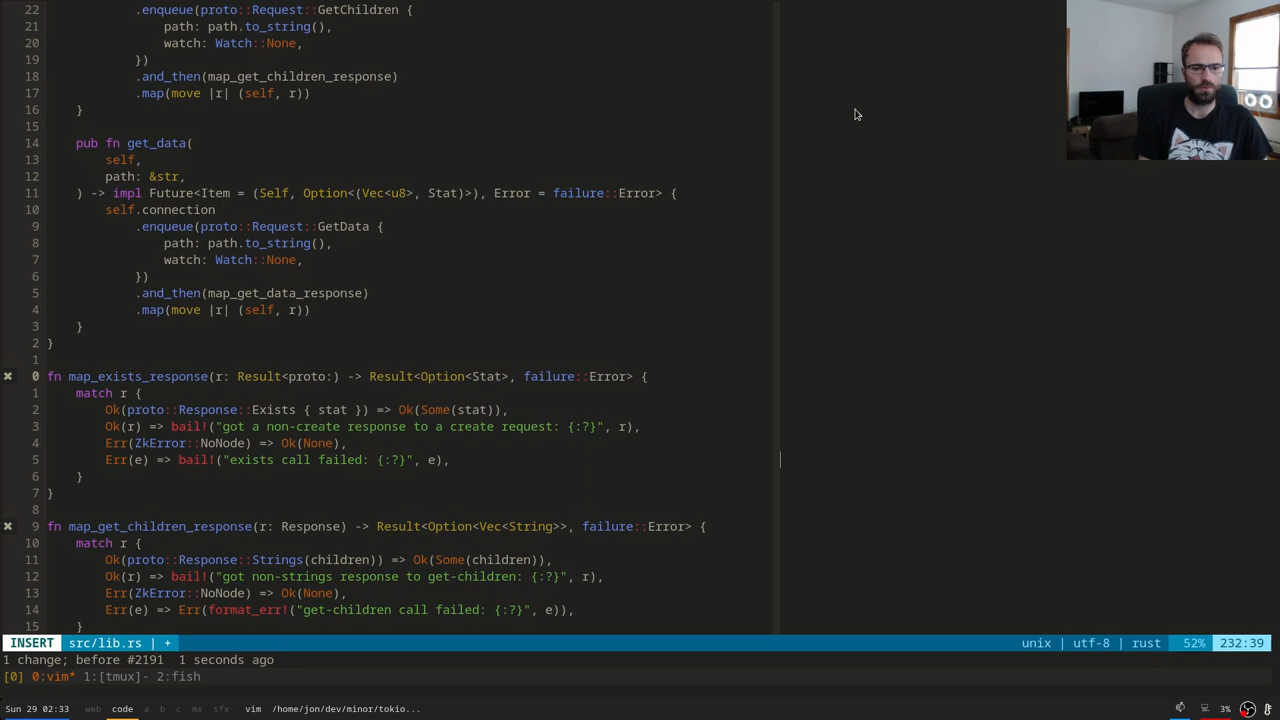 22 .enqueue(proto::Request::GetChildren {
21 path: path.to_string(),
20 watch: Watch::None,
19 })
18 .and_then(map_get_children_response)
17 .map(move |r| (self, r))
16 }
15
14 pub fn get_data(
13 self,
12 path: &str,
11 ) -> impl Future<Item = (Self, Option<(Vec<u8>, Stat)>), Error = failure::Error> {
10 self.connection
9 .enqueue(proto::Request::GetData {
8 path: path.to_string(),
7 watch: Watch::None,
6 })
5 .and_then(map_get_data_response)
4 .map(move |r| (self, r))
3 }
2 }
1
✖ 0 fn map_exists_response(r: Result<proto:) -> Result<Option<Stat>, failure::Error> {
1 match r {
2 Ok(proto::Response::Exists { stat }) => Ok(Some(stat)),
3 Ok(r) => bail!("got a non-create response to a create request: {:?}", r),
4 Err(ZkError::NoNode) => Ok(None),
5 Err(e) => bail!("exists call failed: {:?}", e),
6 }
7 }
8
✖ 9 fn map_get_children_response(r: Response) -> Result<Option<Vec<String>>, failure::Error> {
10 match r {
11 Ok(proto::Response::Strings(children)) => Ok(Some(children)),
12 Ok(r) => bail!("got non-strings response to get-children: {:?}", r),
13 Err(ZkError::NoNode) => Ok(None),
14 Err(e) => Err(format_err!("get-children call failed: {:?}", e)),
15 }
INSERT src/lib.rs | + unix | utf-8 | rust 52% 232:39
1 change; before #2191 1 seconds ago
[0] 0:vim* 1:[tmux]- 2:fish
Sun 29 02:33 web code a b c mx sfx vim /home/jon/dev/minor/tokio... 3%